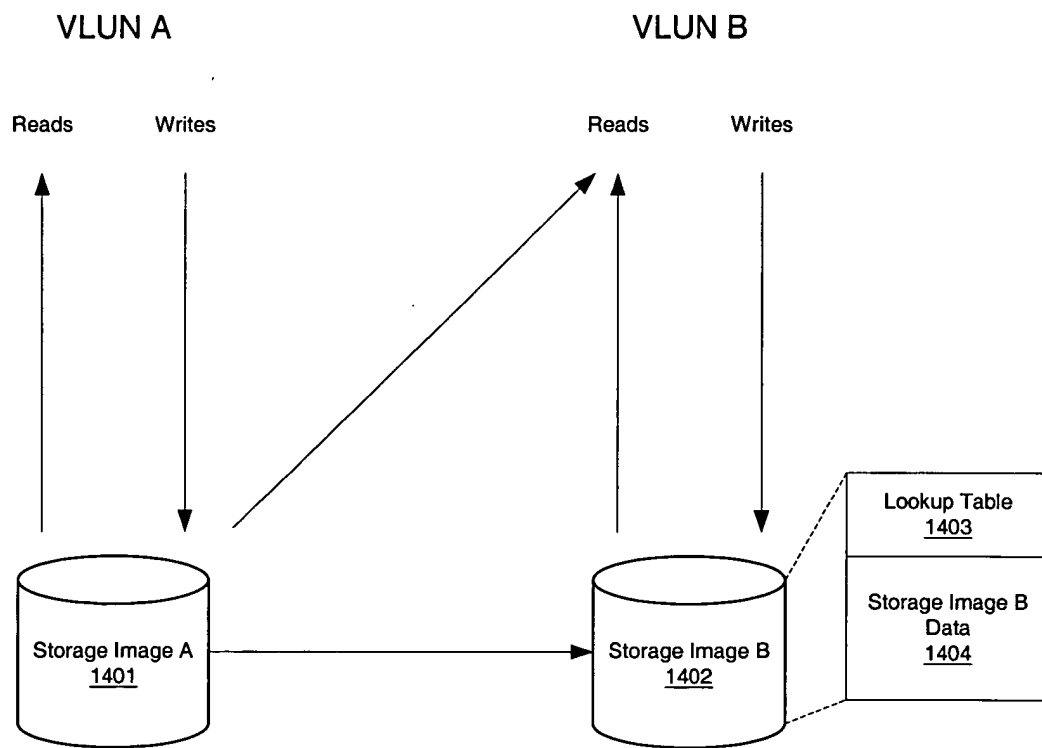 VLUN A
VLUN B
Reads
Writes
Reads
Writes
Lookup Table
1403
Storage Image B
Data
1404
Storage Image A
1401
Storage Image B
1402